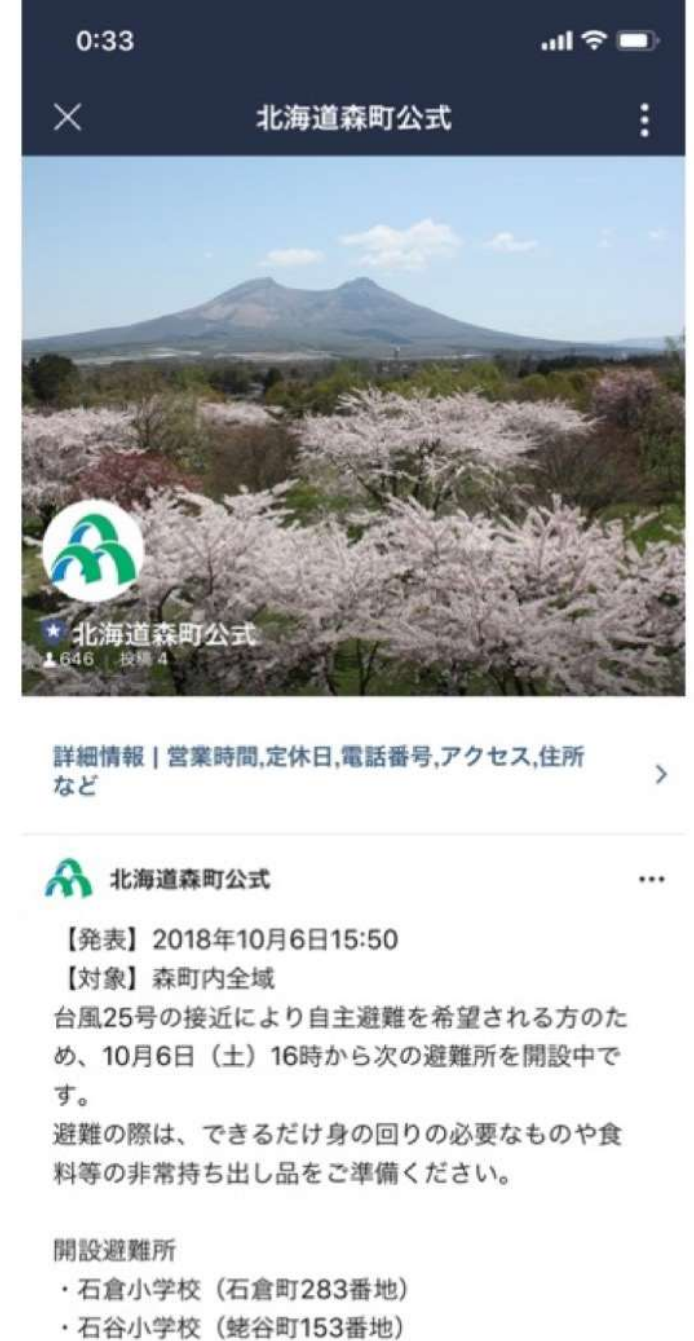 0:33
北海道森町公式
北海道森町公式
646 投稿 4
詳細情報 | 営業時間,定休日,電話番号,アクセス,住所
など
北海道森町公式
【発表】2018年10月6日15:50
【対象】森町内全域
台風25号の接近により自主避難を希望される方のた
め、10月6日（土）16時から次の避難所を開設中で
す。
避難の際は、できるだけ身の回りの必要なものや食
料等の非常持ち出し品をご準備ください。
開設避難所
・石倉小学校（石倉町283番地）
・石谷小学校（蛯谷町153番地）